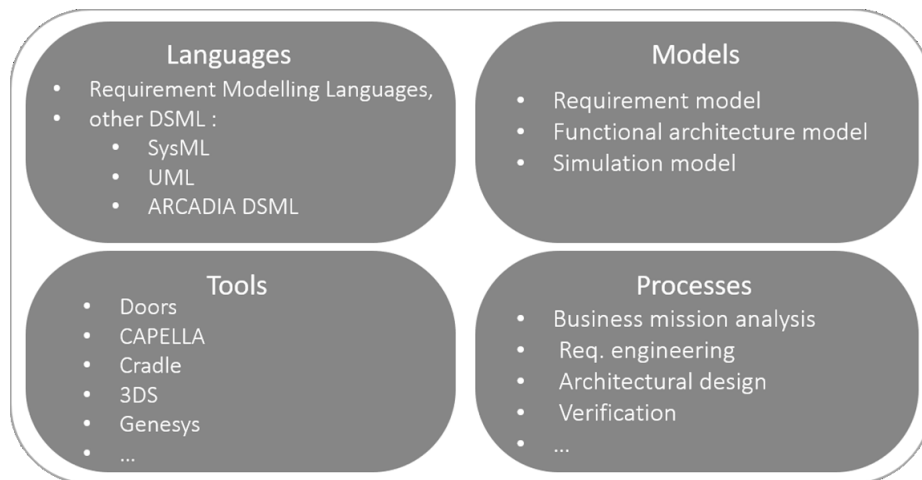 Languages
• Requirement Modelling Languages,
• other DSML :
• SysML
• UML
• ARCADIA DSML
Models
• Requirement model
• Functional architecture model
• Simulation model
Tools
• Doors
• CAPELLA
• Cradle
• 3DS
• Genesys
• ...
Processes
• Business mission analysis
• Req. engineering
• Architectural design
• Verification
• ...